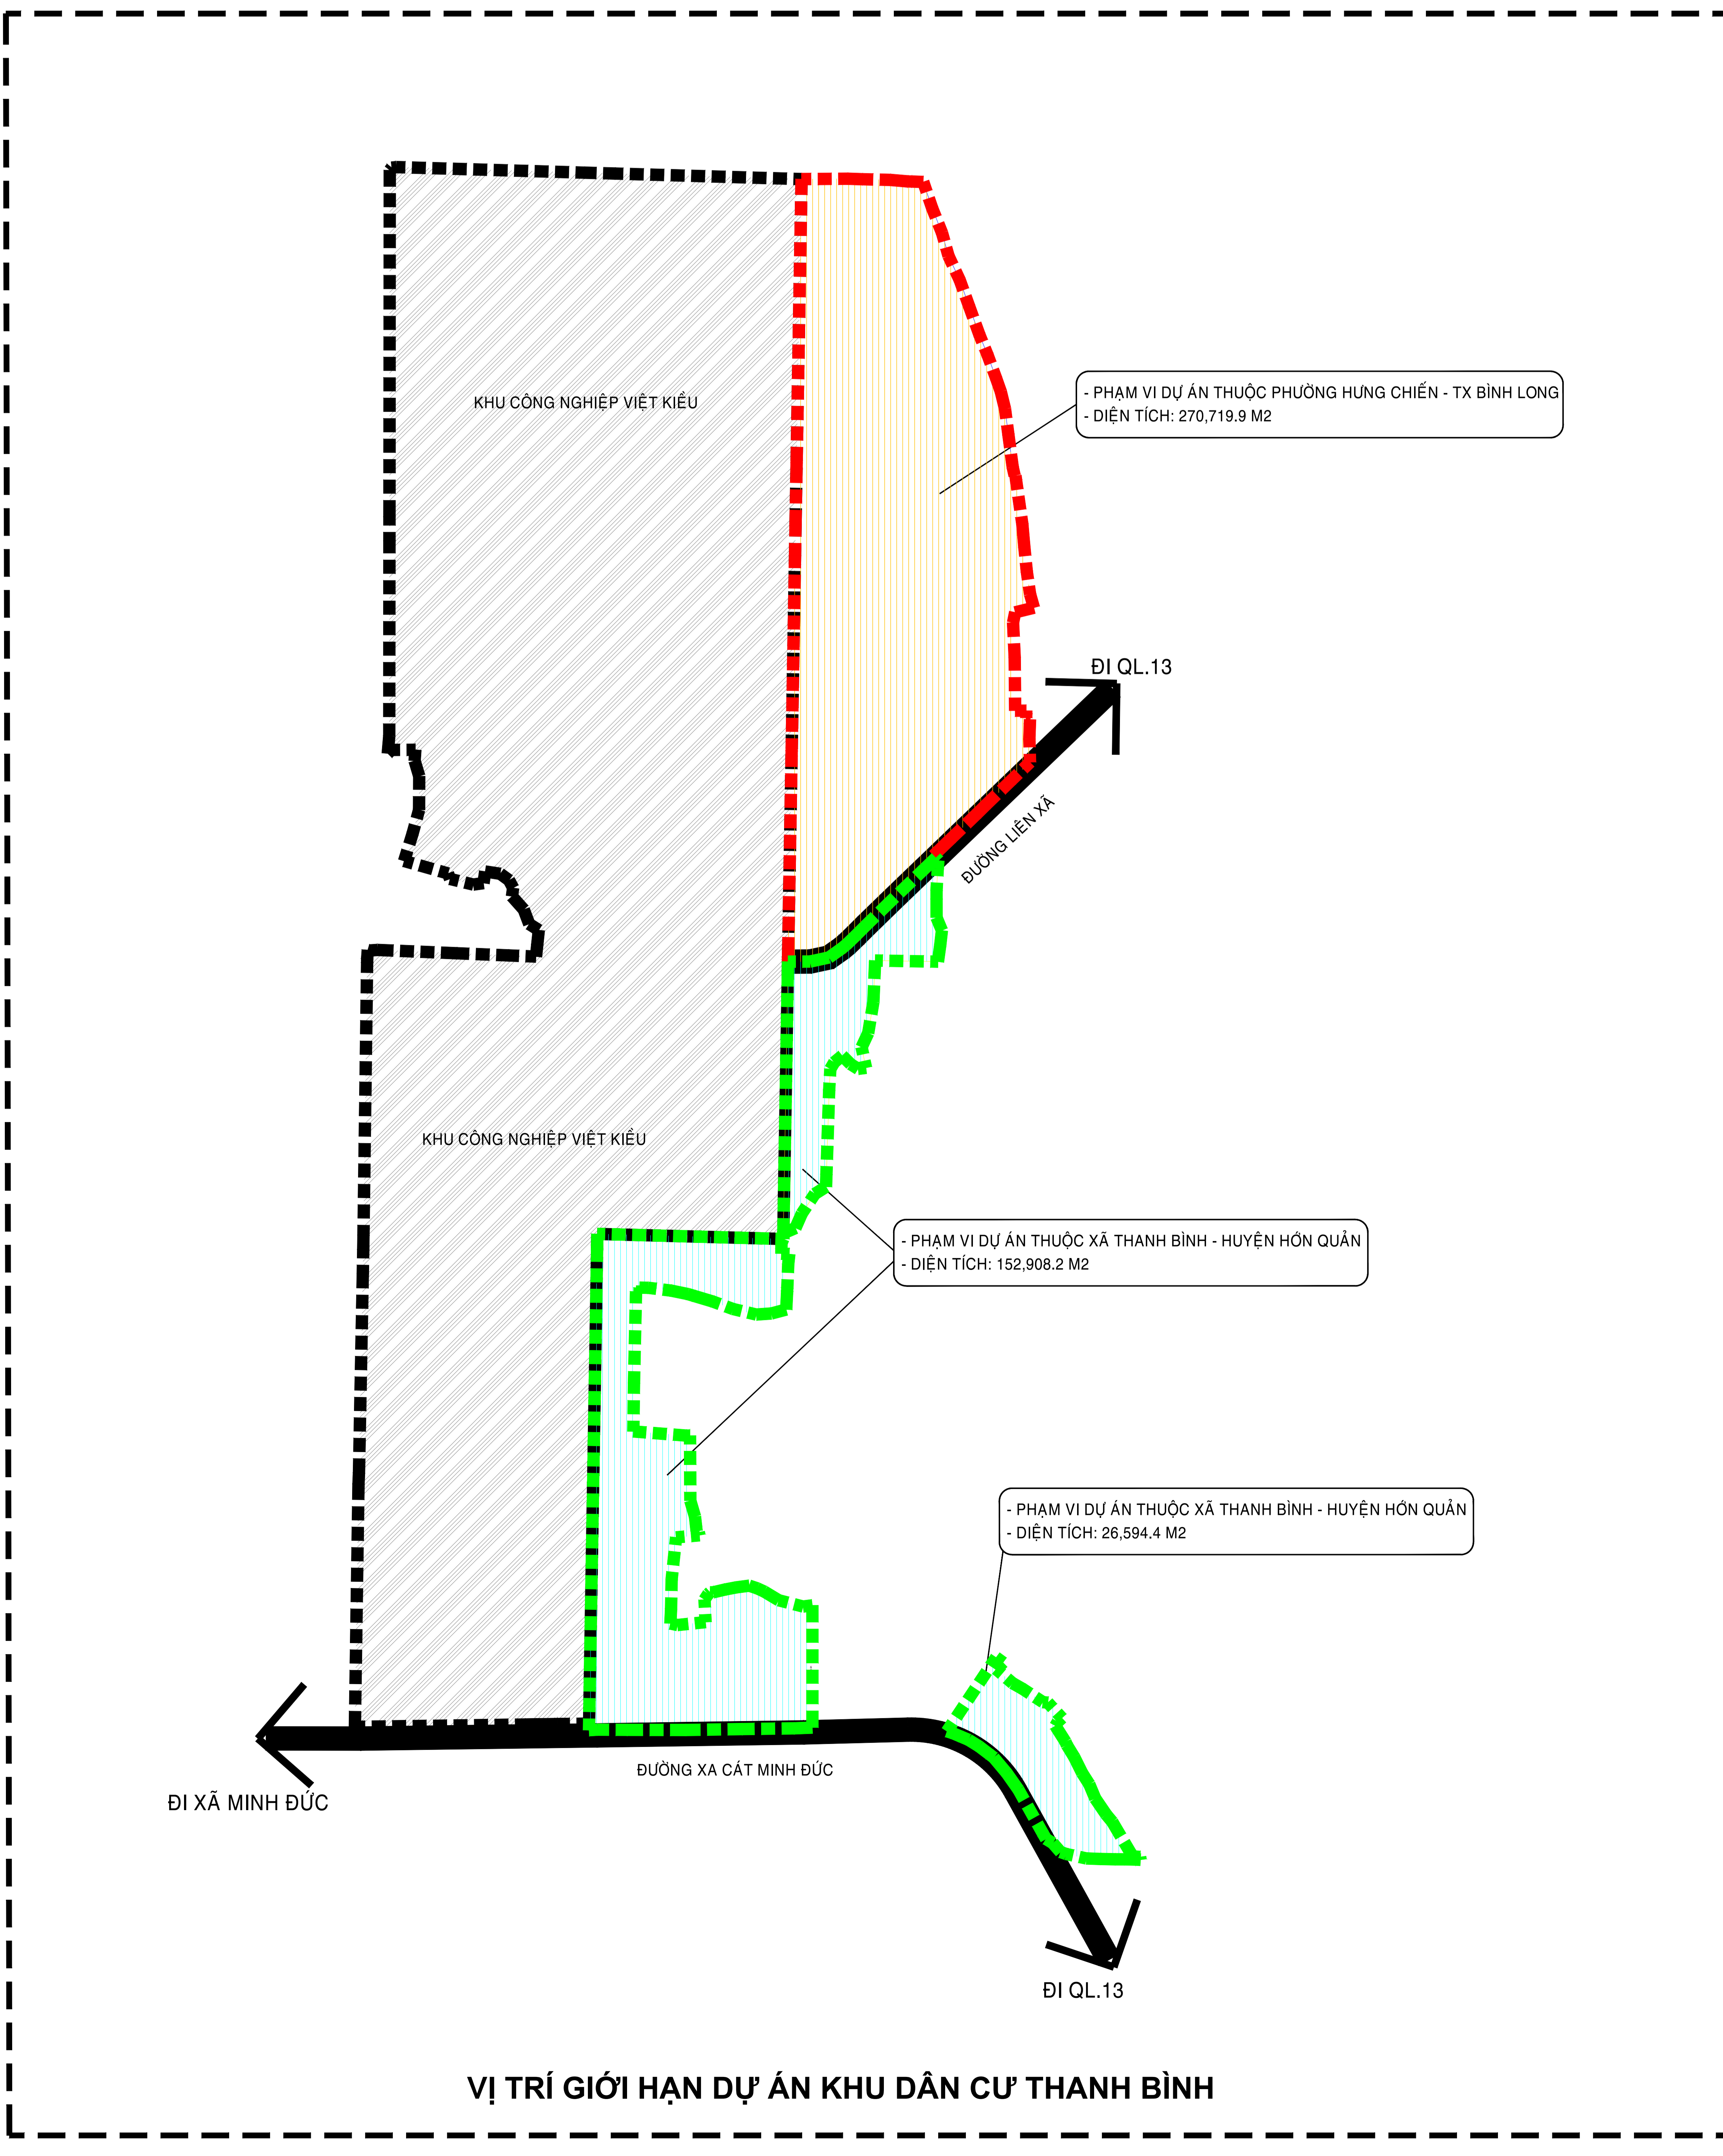 KHU CÔNG NGHIỆP VIỆT KIỀU
- PHẠM VI DỰ ÁN THUỘC PHƯỜNG HƯNG CHIẾN - TX BÌNH LONG
- DIỆN TÍCH: 270,719.9 M2
ĐI QL.13
ĐƯỜNG LIÊN XÃ
KHU CÔNG NGHIỆP VIỆT KIỀU
- PHẠM VI DỰ ÁN THUỘC XÃ THANH BÌNH - HUYỆN HỚN QUẢN
- DIỆN TÍCH: 152,908.2 M2
- PHẠM VI DỰ ÁN THUỘC XÃ THANH BÌNH - HUYỆN HỚN QUẢN
- DIỆN TÍCH: 26,594.4 M2
ĐƯỜNG XA CÁT MINH ĐỨC
ĐI XÃ MINH ĐỨC
ĐI QL.13
VỊ TRÍ GIỚI HẠN DỰ ÁN KHU DÂN CƯ THANH BÌNH